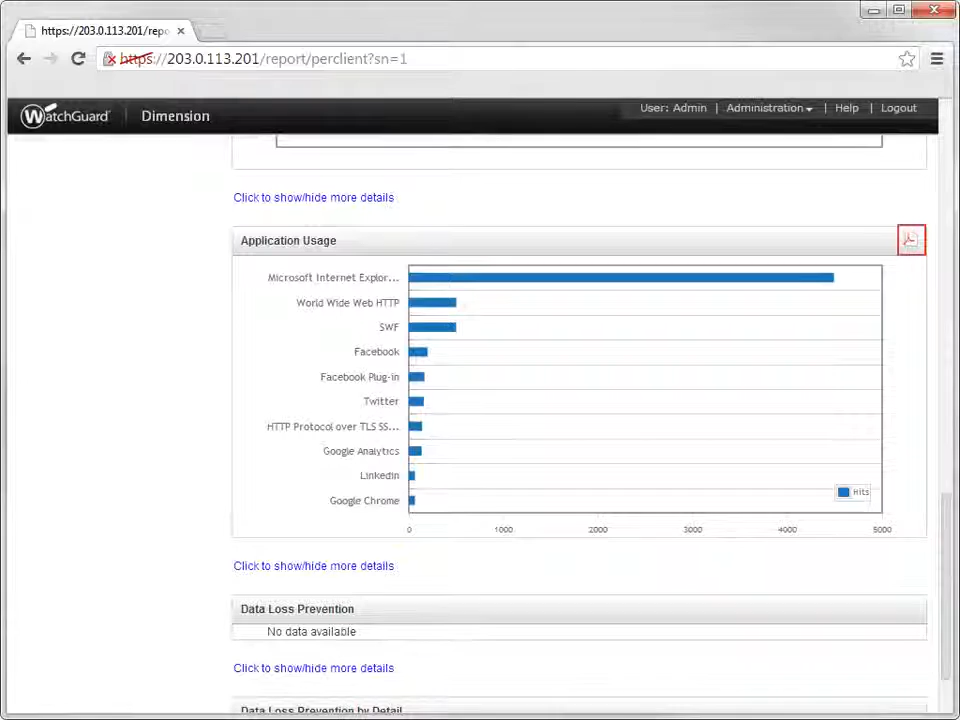 https://203.0.113.201/repo
https://203.0.113.201/report/perclient?sn=1
WatchGuard Dimension User: Admin | Administration | Help | Logout
Click to show/hide more details
Application Usage
Microsoft Internet Explor...
World Wide Web HTTP
SWF
Facebook
Facebook Plug-in
Twitter
HTTP Protocol over TLS SS...
Google Analytics
Linkedin
Google Chrome
Hits
0 1000 2000 3000 4000 5000
Click to show/hide more details
Data Loss Prevention
No data available
Click to show/hide more details
Data Loss Prevention by Detail